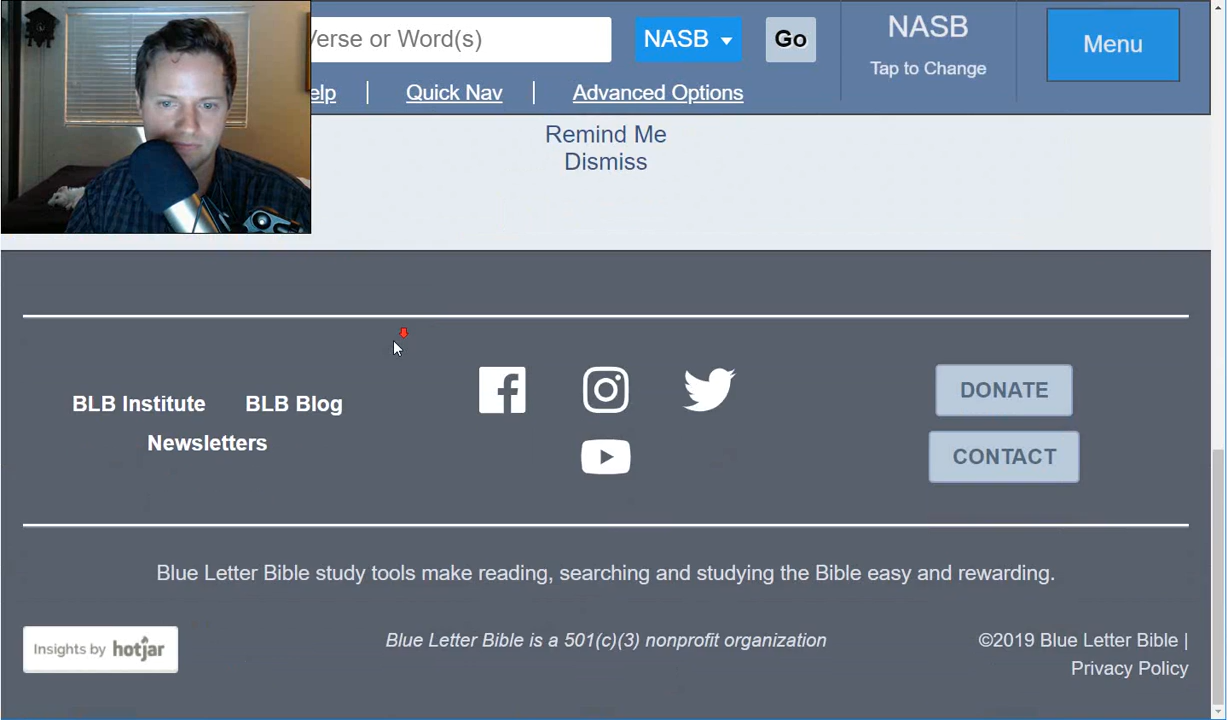 Verse or Word(s)
NASB
Go
NASB
Tap to Change
Menu
Quick Nav
Advanced Options
Remind Me
Dismiss
BLB Institute
BLB Blog
Newsletters
DONATE
CONTACT
Blue Letter Bible study tools make reading, searching and studying the Bible easy and rewarding.
Insights by hotjar
Blue Letter Bible is a 501(c)(3) nonprofit organization
©2019 Blue Letter Bible |
Privacy Policy